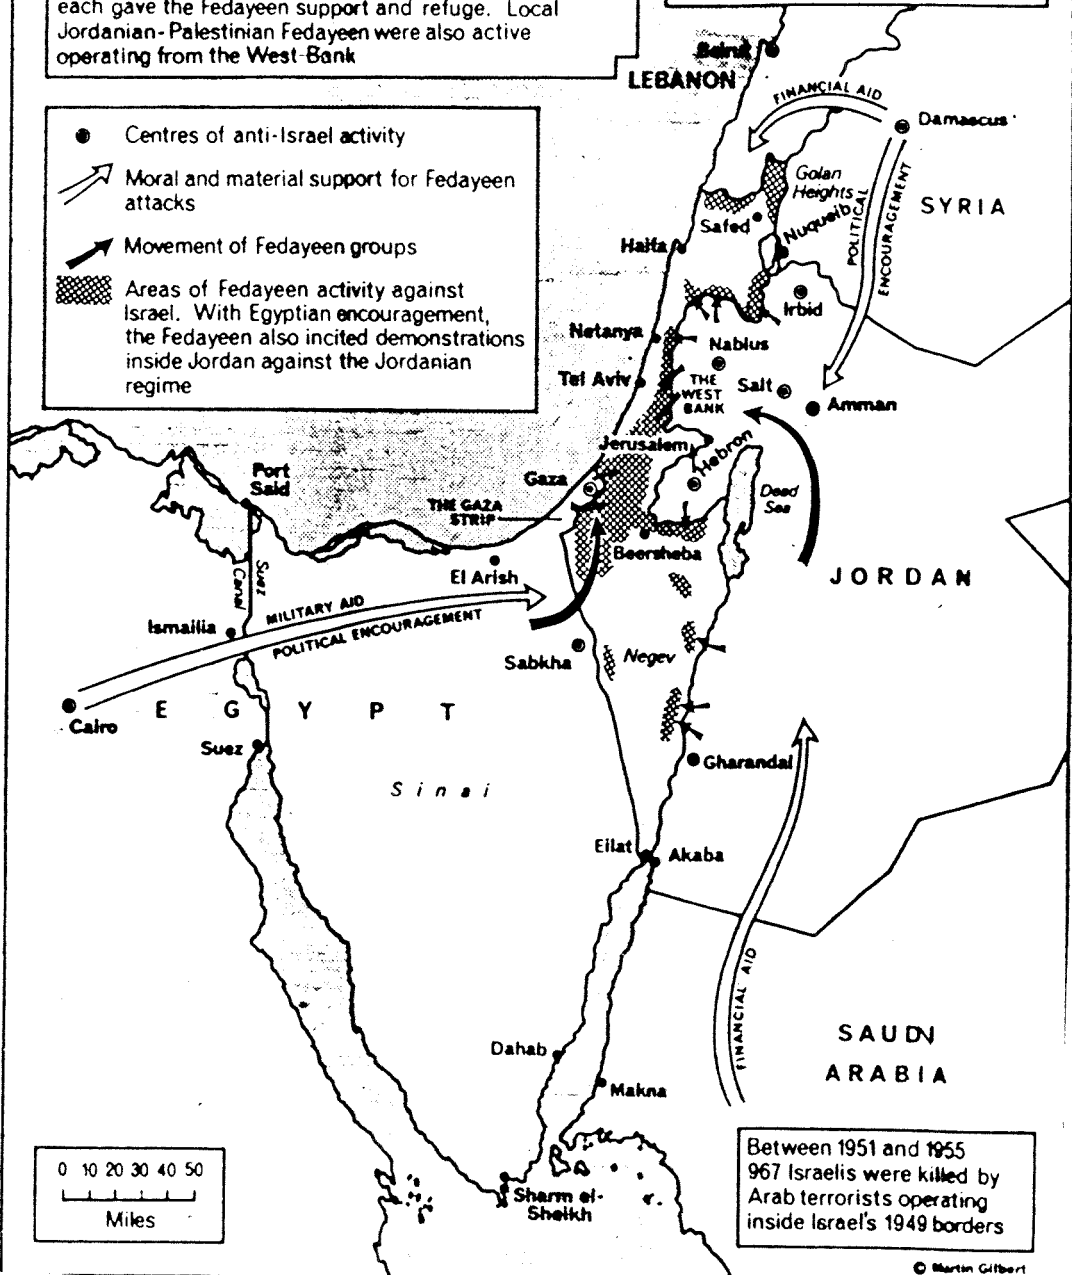 each gave the Fedayeen support and refuge. Local
Jordanian-Palestinian Fedayeen were also active
operating from the West-Bank
Beirut
LEBANON
FINANCIAL AID
Damascus
Centres of anti-Israel activity
Moral and material support for Fedayeen
attacks
Movement of Fedayeen groups
Areas of Fedayeen activity against
Israel. With Egyptian encouragement,
the Fedayeen also incited demonstrations
inside Jordan against the Jordanian
regime
Golan
Heights
SYRIA
Safed
Nuqueib
POLITICAL
ENCOURAGEMENT
Haifa
Irbid
Netanya
Nablus
Tel Aviv
THE
WEST
BANK
Salt
Amman
Jerusalem
Hebron
Port
Said
Gaza
Dead
Sea
THE GAZA
STRIP
Beersheba
El Arish
JORDAN
Suez
Canal
MILITARY AID
POLITICAL ENCOURAGEMENT
Ismailia
Sabkha
Negev
Cairo
EGYPT
Suez
Gharandal
Sinai
Eilat
Akaba
FINANCIAL AID
SAUDI
ARABIA
Dahab
Makna
Sharm el-
Sheikh
0 10 20 30 40 50
Miles
Between 1951 and 1955
967 Israelis were killed by
Arab terrorists operating
inside Israel's 1949 borders
© Martin Gilbert